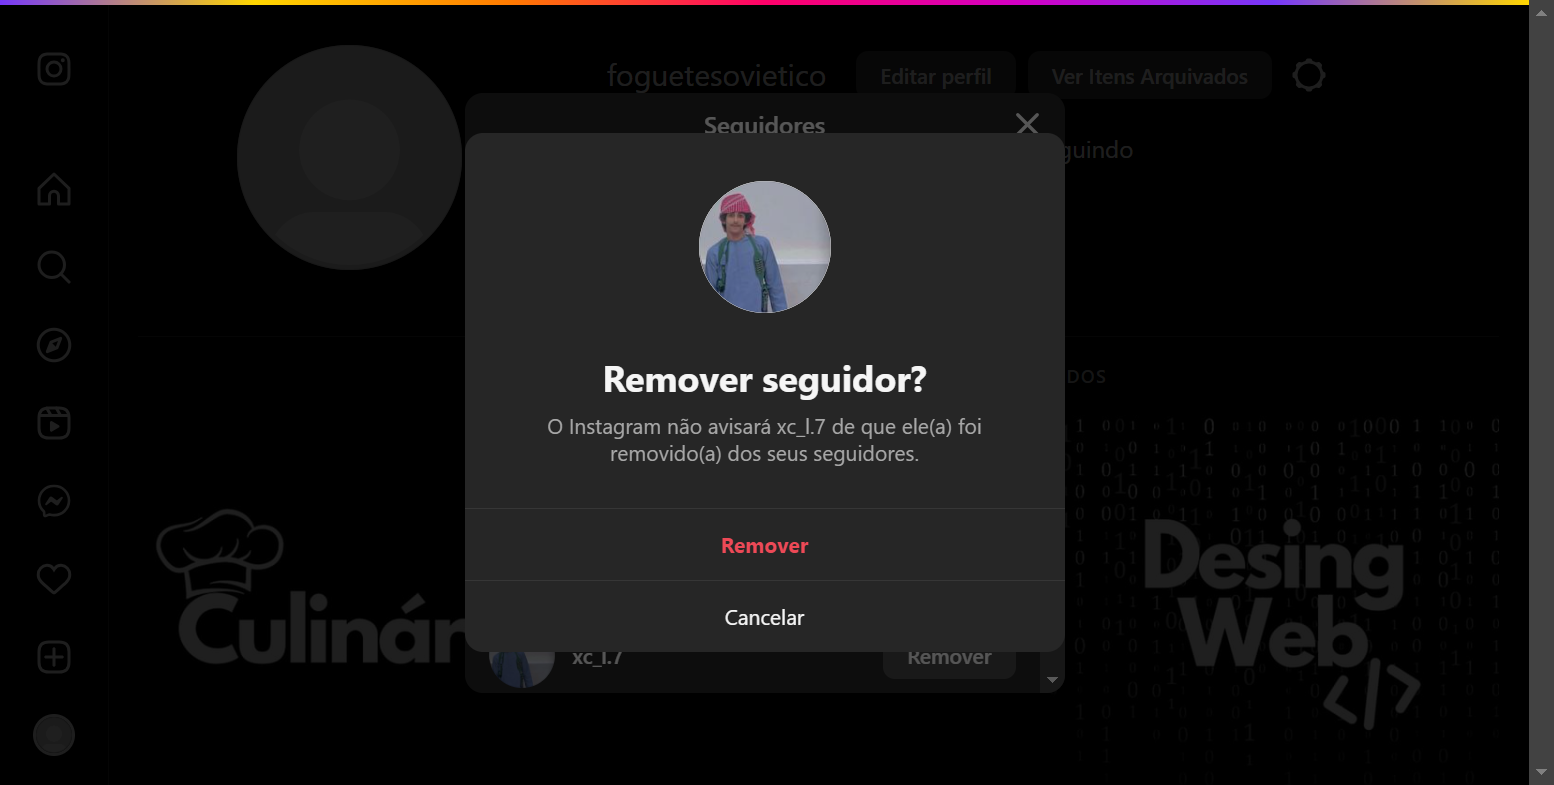 foguetesovietico
Editar perfil
Ver Itens Arquivados
Seguidores
guindo
Remover seguidor?
O Instagram não avisará xc_l.7 de que ele(a) foi
removido(a) dos seus seguidores.
Remover
Cancelar
xc_l.7
Remover
DOS
Culinár
Desing
Web
</>